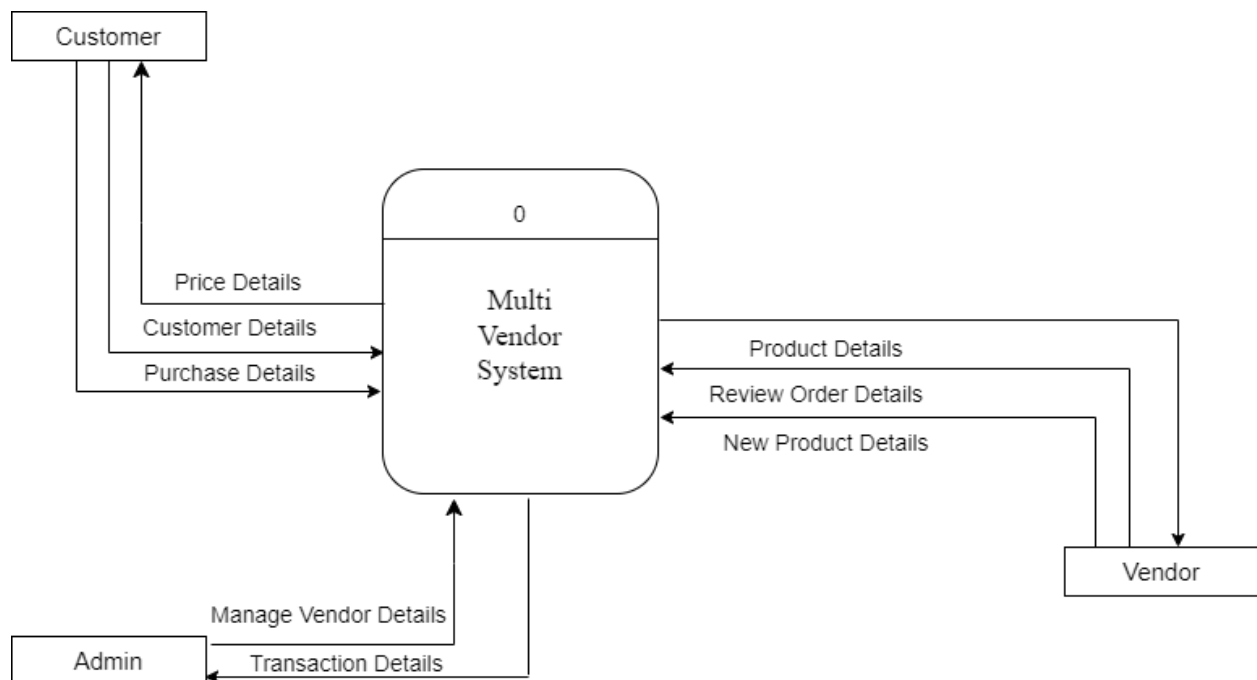 Customer
0
Price Details
Multi
Vendor
System
Customer Details
Purchase Details
Product Details
Review Order Details
New Product Details
Vendor
Manage Vendor Details
Admin
Transaction Details